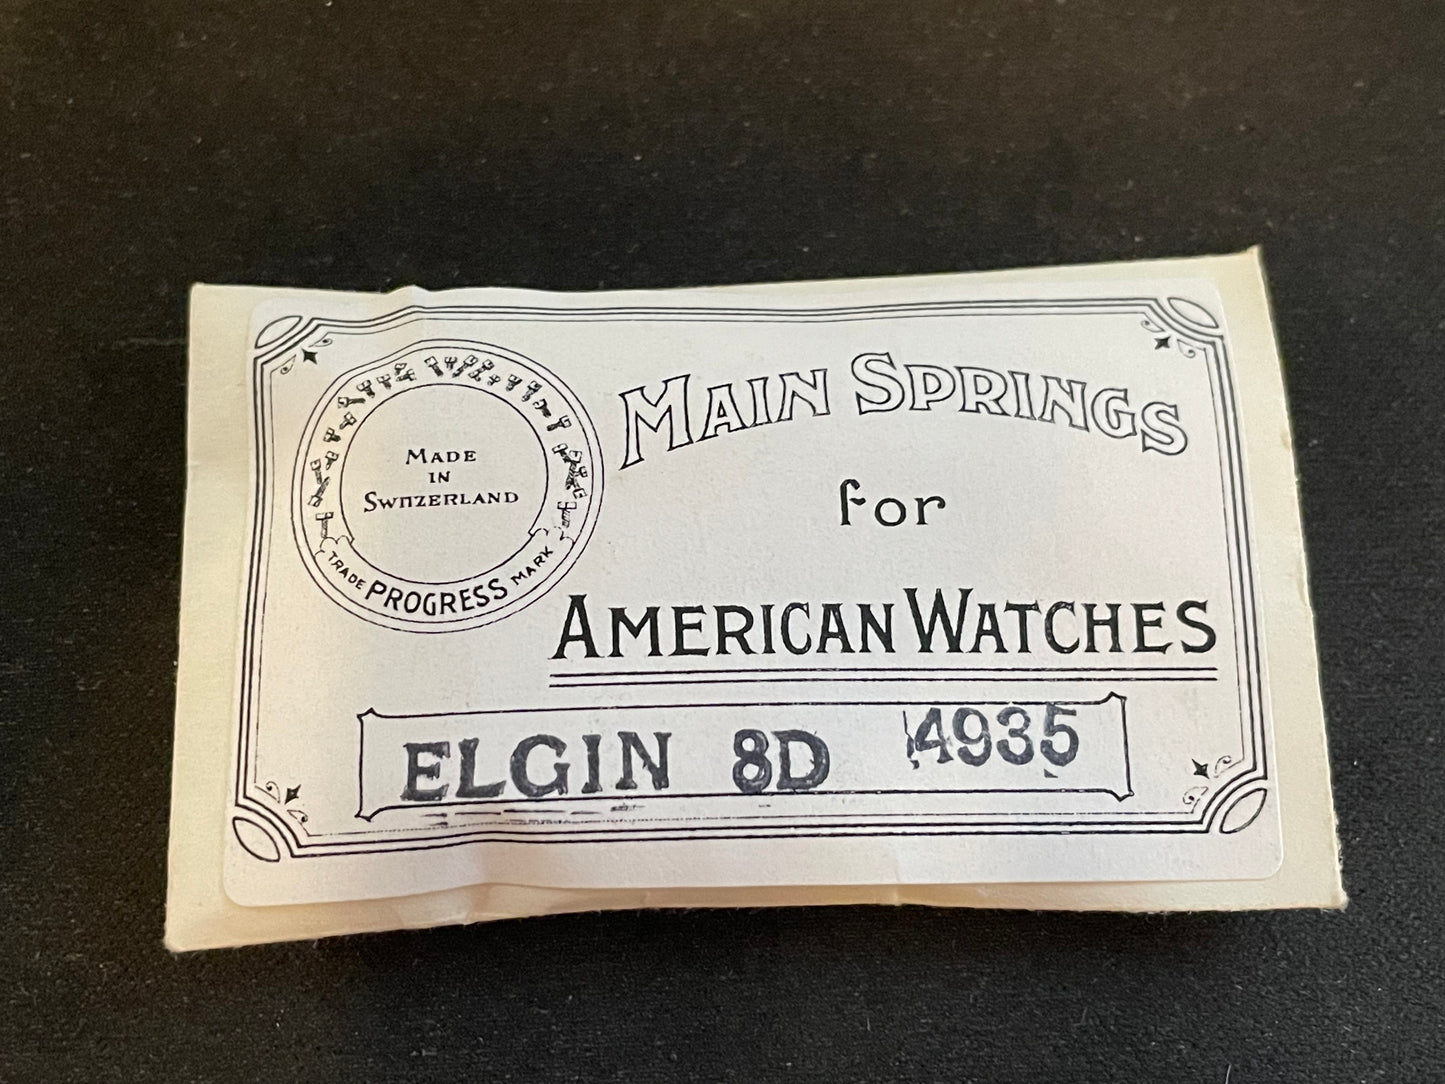 MADE
IN
SWITZERLAND
TRADE PROGRESS MARK
MAIN SPRINGS
for
AMERICAN WATCHES
ELGIN 8D 4935